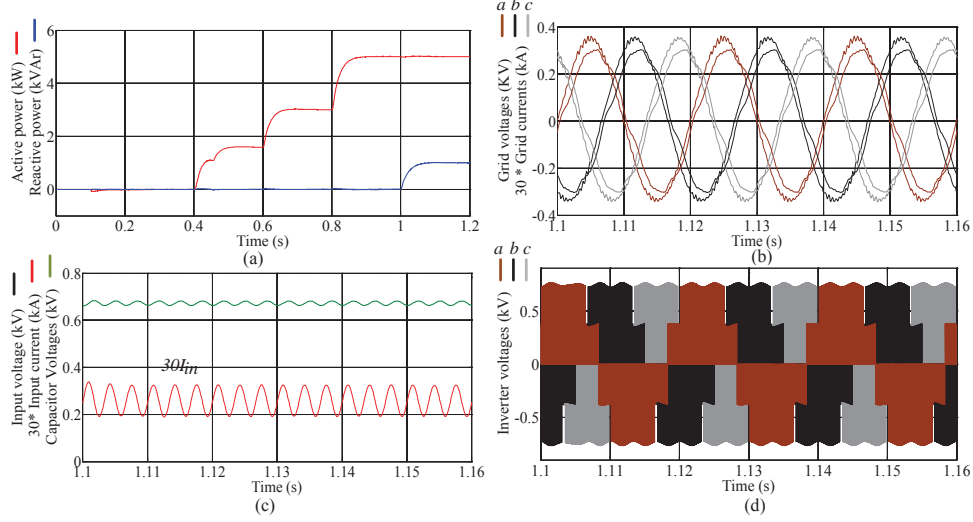 Active power (kW)
Reactive power (kVAr)
6
4
2
0
0
0.2
0.4
0.6
0.8
1
1.2
Time (s)
(a)
a b c
Grid voltages (KV)
30 * Grid currents (kA)
0.4
0.2
0
-0.2
-0.4
1.1
1.11
1.12
1.13
1.14
1.15
1.16
Time (s)
(b)
Input voltage (kV)
30* Input current (kA)
Capacitor Voltages (kV)
0.8
0.6
0.4
0.2
0
30Iin
1.1
1.11
1.12
1.13
1.14
1.15
1.16
Time (s)
(c)
a b c
Inverter voltages (kV)
0.5
0
-0.5
1.1
1.11
1.12
1.13
1.14
1.15
1.16
Time (s)
(d)